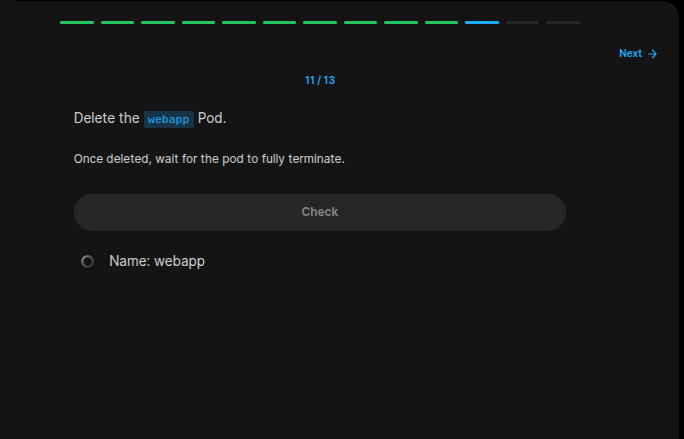 Next →
11 / 13
Delete the webapp Pod.
Once deleted, wait for the pod to fully terminate.
Check
Name: webapp